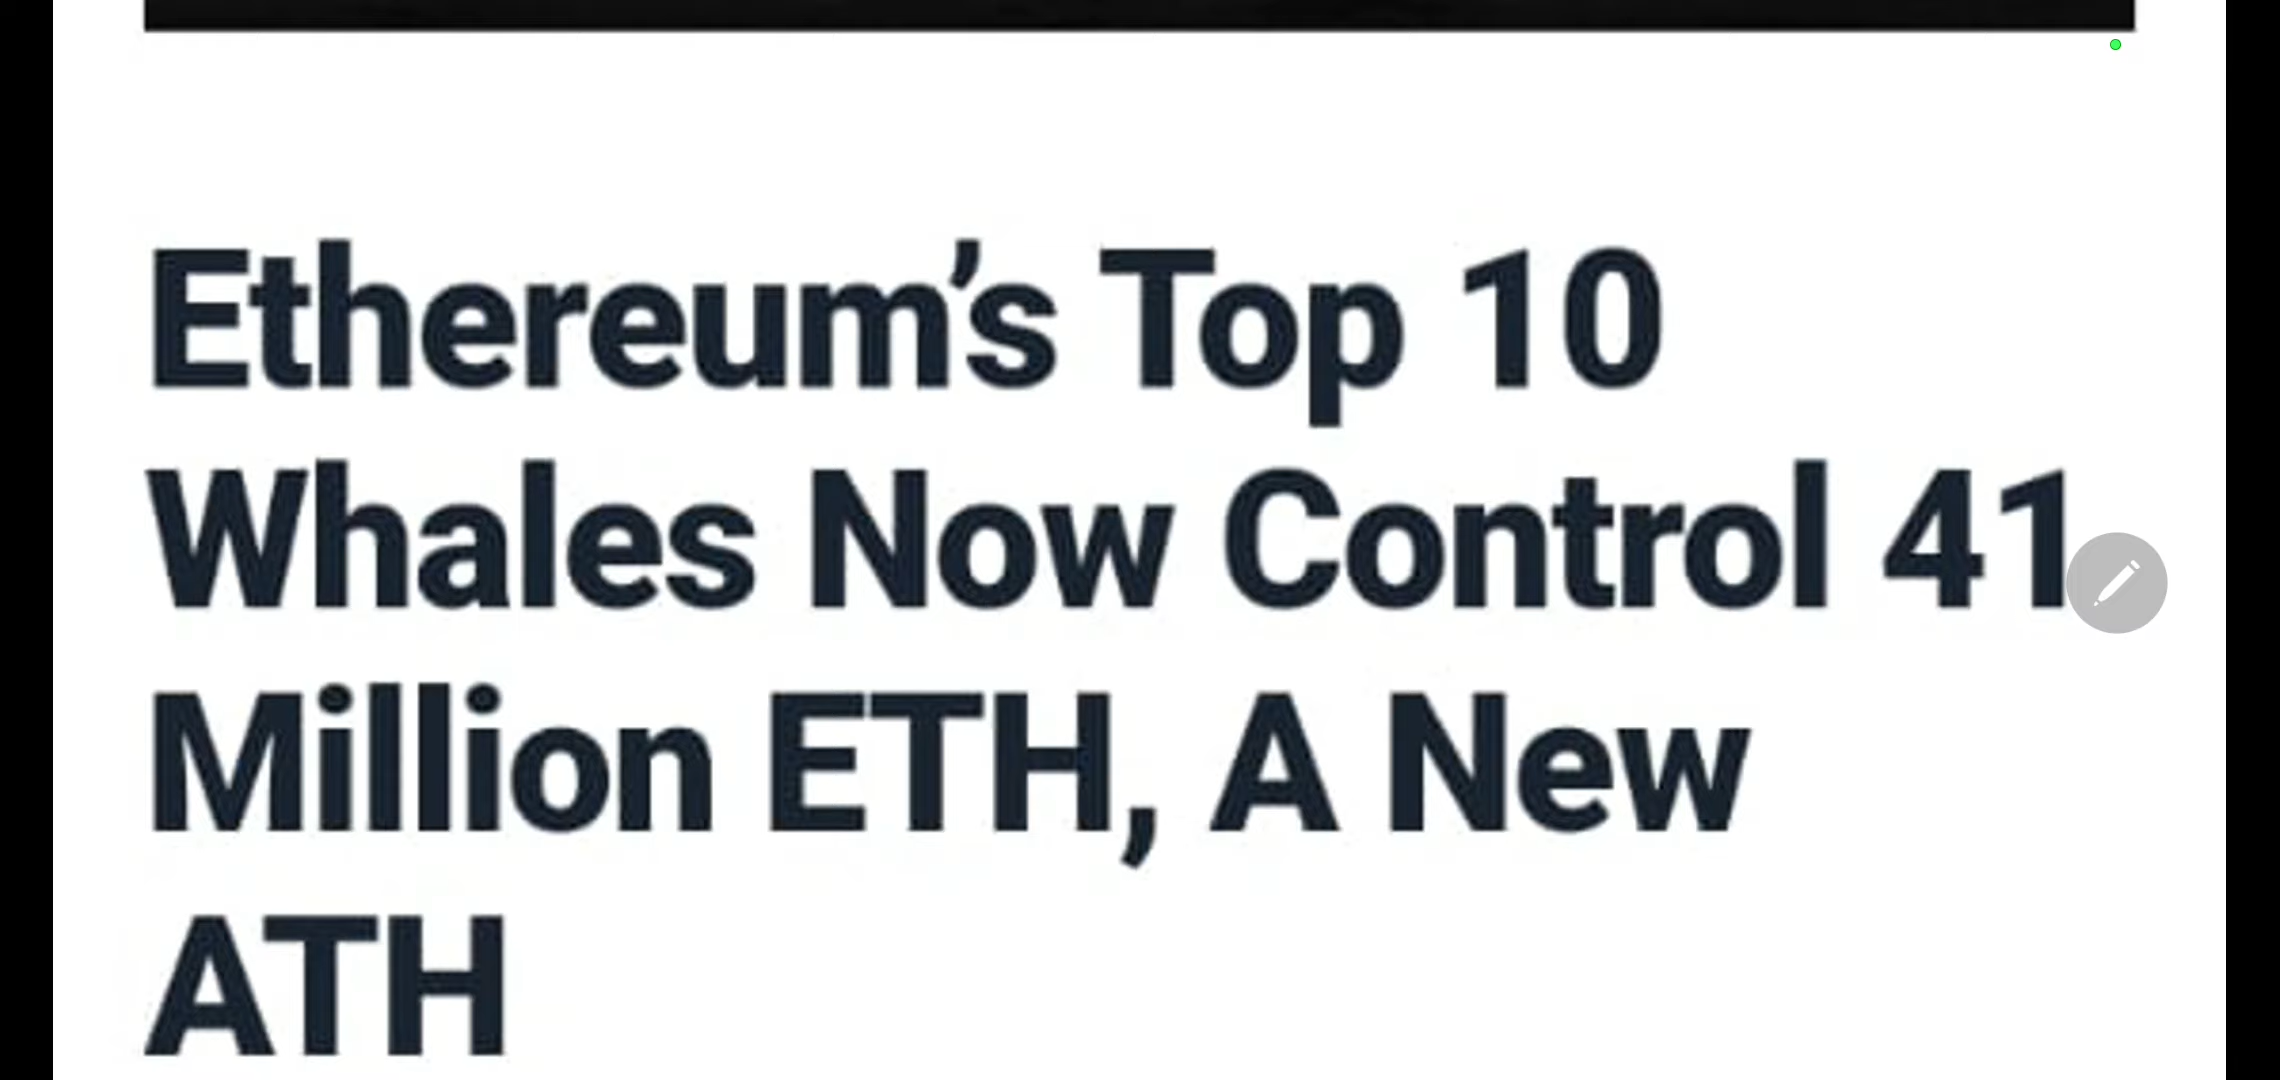 Ethereum’s Top 10
Whales Now Control 41
Million ETH, A New
ATH